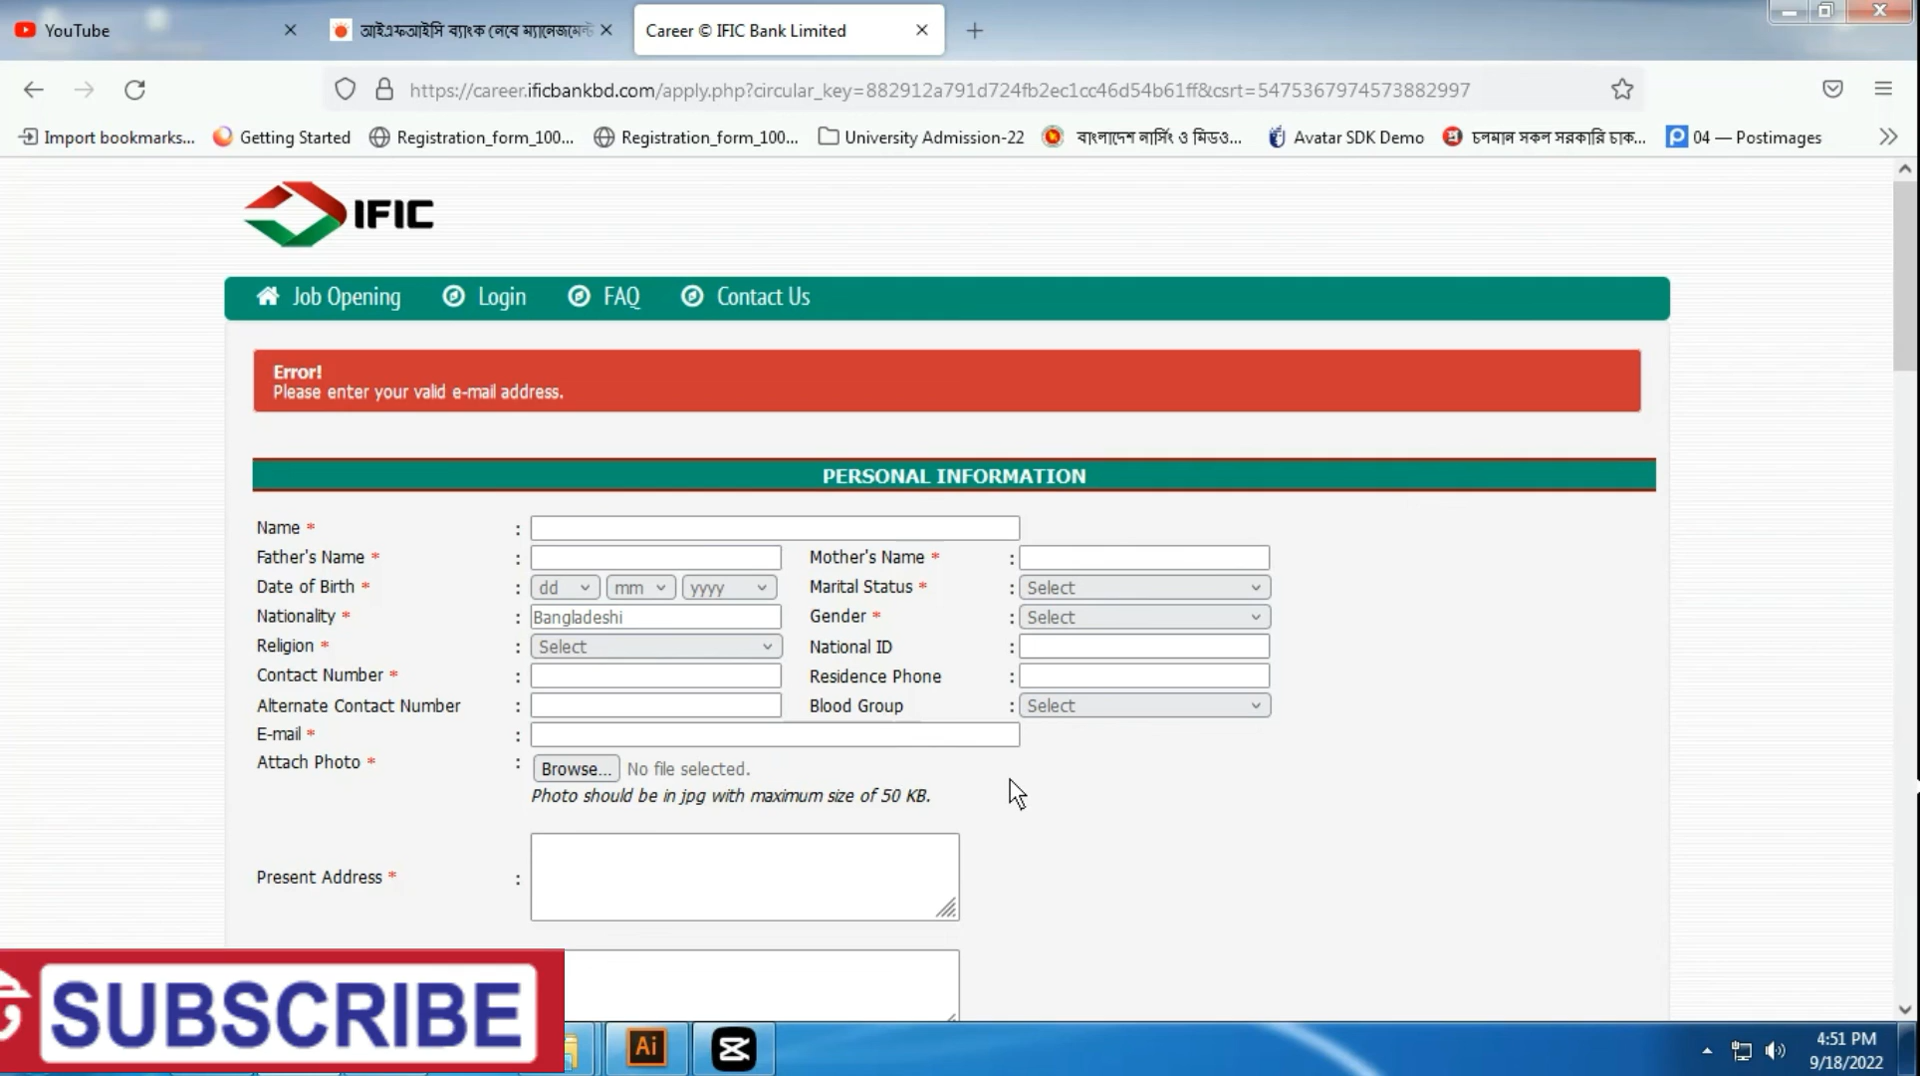 YouTube
আইএফআইসি ব্যাংক নেবে ম্যানেজমেন্ট
Career © IFIC Bank Limited
https://career.ificbankbd.com/apply.php?circular_key=882912a791d724fb2ec1cc46d54b61ff&csrt=5475367974573882997
Import bookmarks...
Getting Started
Registration_form_100...
Registration_form_100...
University Admission-22
বাংলাদেশ নার্সিং ও মিডও...
Avatar SDK Demo
চলমান সকল সরকারি চাক...
04 — Postimages
IFIC
Job Opening
Login
FAQ
Contact Us
Error!
Please enter your valid e-mail address.
PERSONAL INFORMATION
Name * :
Father's Name * : Mother's Name * :
Date of Birth * : dd mm yyyy Marital Status * : Select
Nationality * : Bangladeshi Gender * : Select
Religion * : Select National ID :
Contact Number * : Residence Phone :
Alternate Contact Number : Blood Group : Select
E-mail * :
Attach Photo * : Browse... No file selected.
Photo should be in jpg with maximum size of 50 KB.
Present Address * :
SUBSCRIBE
Ai
4:51 PM
9/18/2022